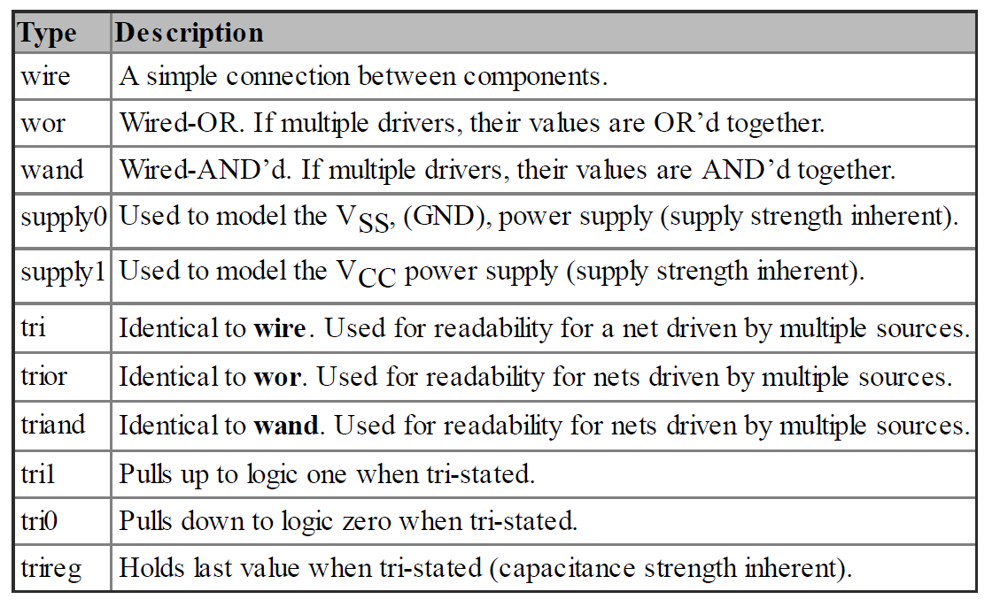 Type Description
wire A simple connection between components.
wor Wired-OR. If multiple drivers, their values are OR’d together.
wand Wired-AND’d. If multiple drivers, their values are AND’d together.
supply0 Used to model the VSS, (GND), power supply (supply strength inherent).
supply1 Used to model the VCC power supply (supply strength inherent).
tri Identical to wire. Used for readability for a net driven by multiple sources.
trior Identical to wor. Used for readability for nets driven by multiple sources.
triand Identical to wand. Used for readability for nets driven by multiple sources.
tri1 Pulls up to logic one when tri-stated.
tri0 Pulls down to logic zero when tri-stated.
trireg Holds last value when tri-stated (capacitance strength inherent).